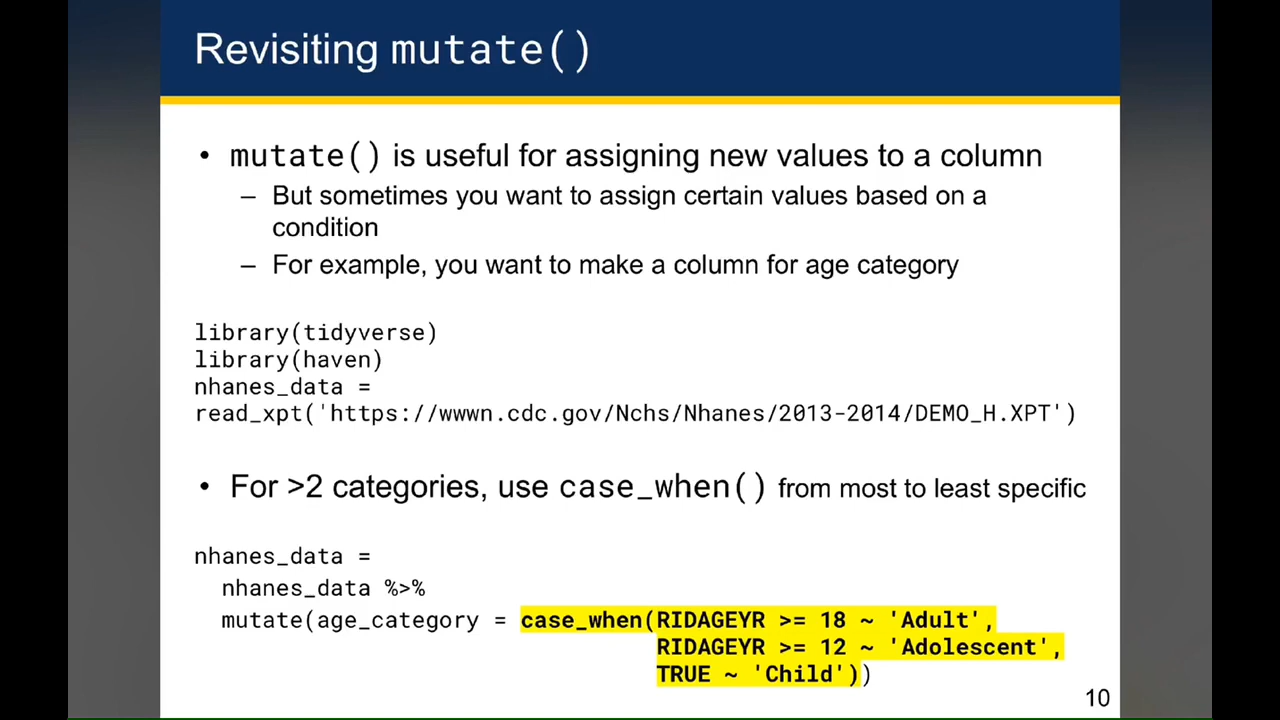 Revisiting mutate()
• mutate() is useful for assigning new values to a column
– But sometimes you want to assign certain values based on a
condition
– For example, you want to make a column for age category
library(tidyverse)
library(haven)
nhanes_data =
read_xpt('https://wwwn.cdc.gov/Nchs/Nhanes/2013-2014/DEMO_H.XPT')
• For >2 categories, use case_when() from most to least specific
nhanes_data =
nhanes_data %>%
mutate(age_category = case_when(RIDAGEYR >= 18 ~ 'Adult',
RIDAGEYR >= 12 ~ 'Adolescent',
TRUE ~ 'Child'))
10